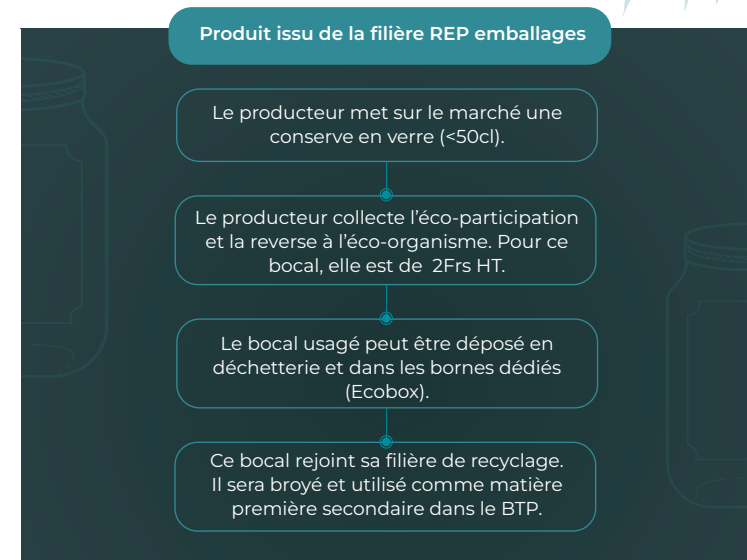 Produit issu de la filière REP emballages
Le producteur met sur le marché une
conserve en verre (<50cl).
Le producteur collecte l’éco-participation
et la reverse à l’éco-organisme. Pour ce
bocal, elle est de 2Frs HT.
Le bocal usagé peut être déposé en
déchetterie et dans les bornes dédiés
(Ecobox).
Ce bocal rejoint sa filière de recyclage.
Il sera broyé et utilisé comme matière
première secondaire dans le BTP.